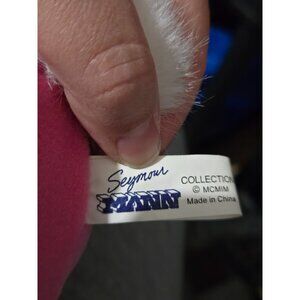 Seymour
MANN
COLLECTION
© MCMIM
Made in China